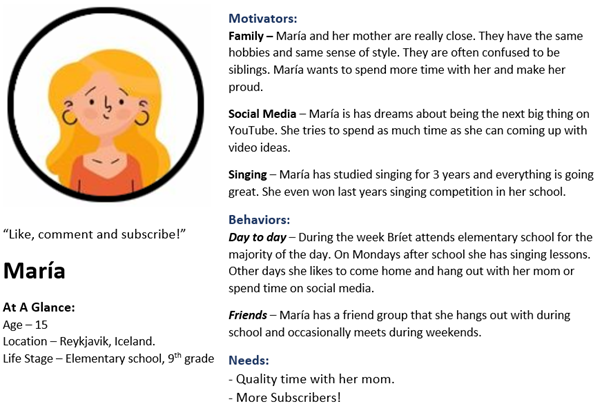 "Like, comment and subscribe!"
María
At A Glance:
Age – 15
Location – Reykjavik, Iceland.
Life Stage – Elementary school, 9th grade
Motivators:
Family – María and her mother are really close. They have the same
hobbies and same sense of style. They are often confused to be
siblings. María wants to spend more time with her and make her
proud.
Social Media – María is has dreams about being the next big thing on
YouTube. She tries to spend as much time as she can coming up with
video ideas.
Singing – María has studied singing for 3 years and everything is going
great. She even won last years singing competition in her school.
Behaviors:
Day to day – During the week Bríet attends elementary school for the
majority of the day. On Mondays after school she has singing lessons.
Other days she likes to come home and hang out with her mom or
spend time on social media.
Friends – María has a friend group that she hangs out with during
school and occasionally meets during weekends.
Needs:
- Quality time with her mom.
- More Subscribers!